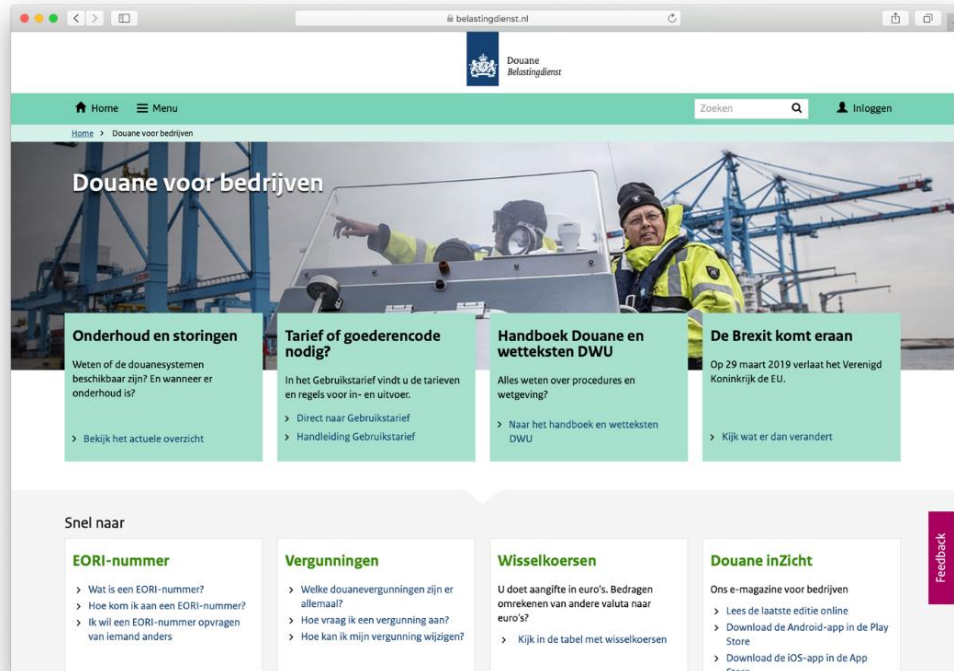 belastingdienst.nl
Douane
Belastingdienst
Home
Menu
Zoeken
Inloggen
Home > Douane voor bedrijven
Douane voor bedrijven
Onderhoud en storingen
Weten of de douanesystemen
beschikbaar zijn? En wanneer er
onderhoud is?
> Bekijk het actuele overzicht
Tarief of goederencode
nodig?
In het Gebruikstarief vindt u de tarieven
en regels voor in- en uitvoer.
> Direct naar Gebruikstarief
> Handleiding Gebruikstarief
Handboek Douane en
wetteksten DWU
Alles weten over procedures en
wetgeving?
> Naar het handboek en wetteksten
DWU
De Brexit komt eraan
Op 29 maart 2019 verlaat het Verenigd
Koninkrijk de EU.
> Kijk wat er dan verandert
Snel naar
EORI-nummer
> Wat is een EORI-nummer?
> Hoe kom ik aan een EORI-nummer?
> Ik wil een EORI-nummer opvragen
van iemand anders
Vergunningen
> Welke douanevergunningen zijn er
allemaal?
> Hoe vraag ik een vergunning aan?
> Hoe kan ik mijn vergunning wijzigen?
Wisselkoersen
U doet aangifte in euro's. Bedragen
omrekenen van andere valuta naar
euro's?
> Kijk in de tabel met wisselkoersen
Douane inZicht
Ons e-magazine voor bedrijven
> Lees de laatste editie online
> Download de Android-app in de Play
Store
> Download de iOS-app in de App
Store
Feedback